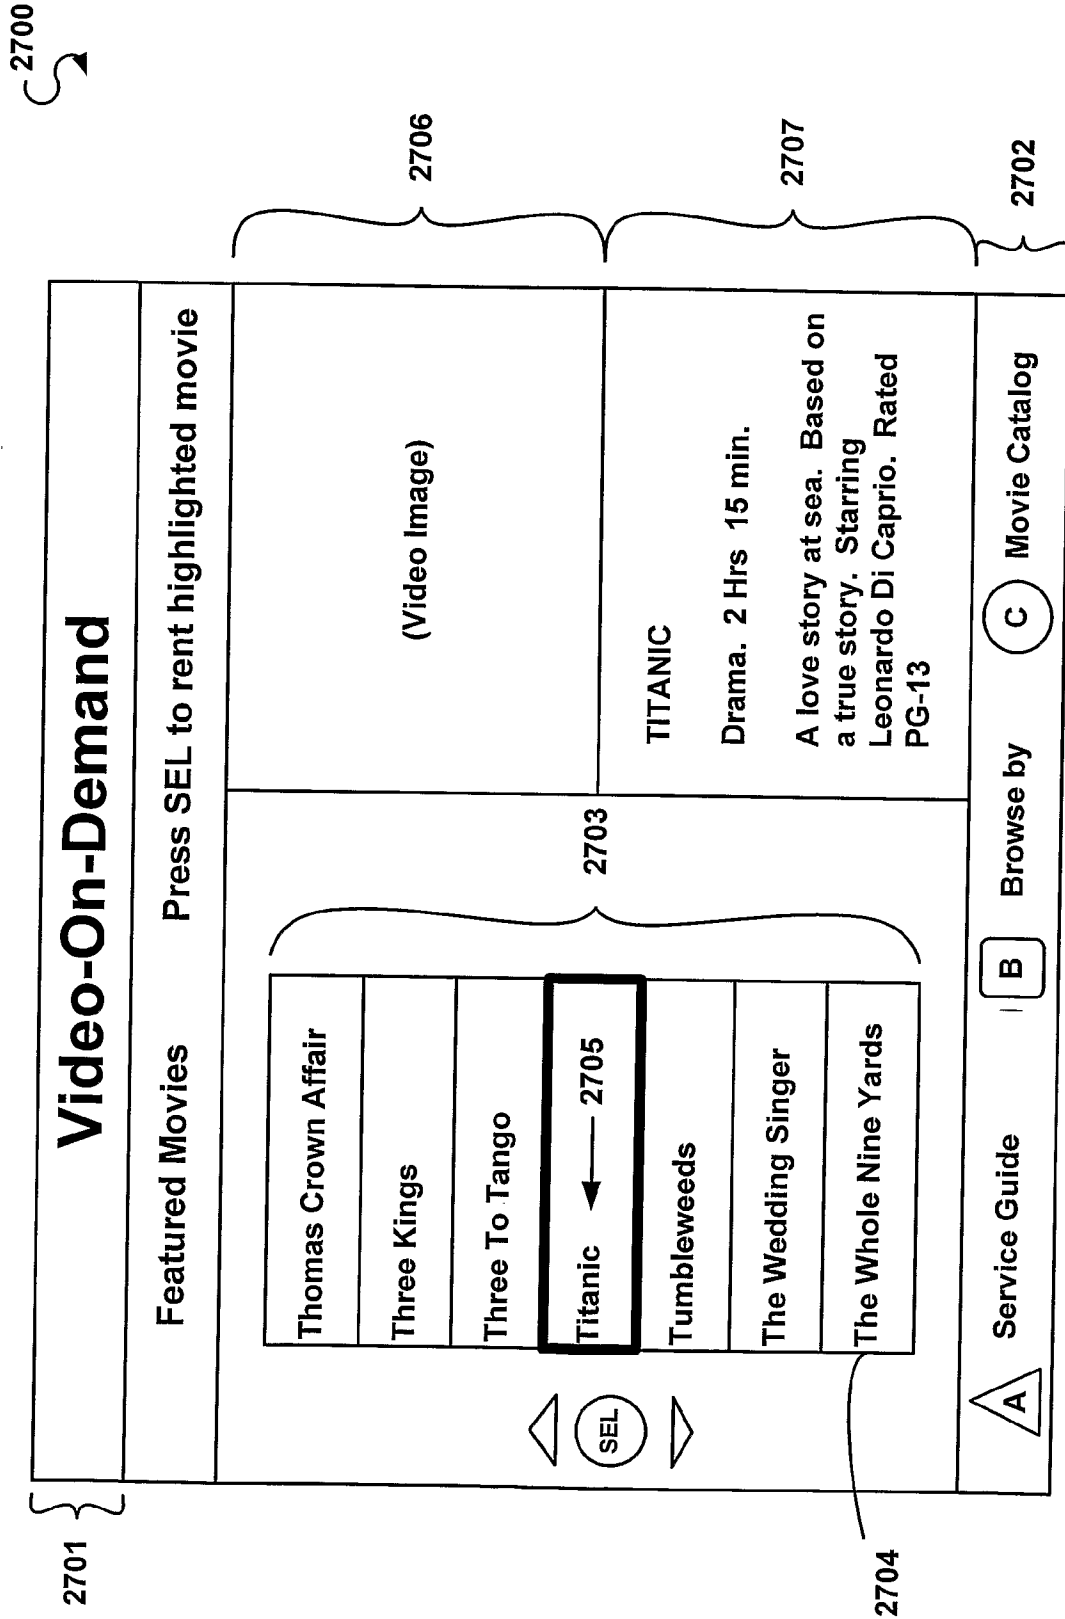 2700
2701
Video-On-Demand
Featured Movies Press SEL to rent highlighted movie
SEL
Thomas Crown Affair
Three Kings
Three To Tango
Titanic 2705
Tumbleweeds
The Wedding Singer
The Whole Nine Yards
2703
2704
(Video Image)
2706
TITANIC
Drama. 2 Hrs 15 min.
A love story at sea. Based on
a true story. Starring
Leonardo Di Caprio. Rated
PG-13
2707
A Service Guide B Browse by C Movie Catalog
2702